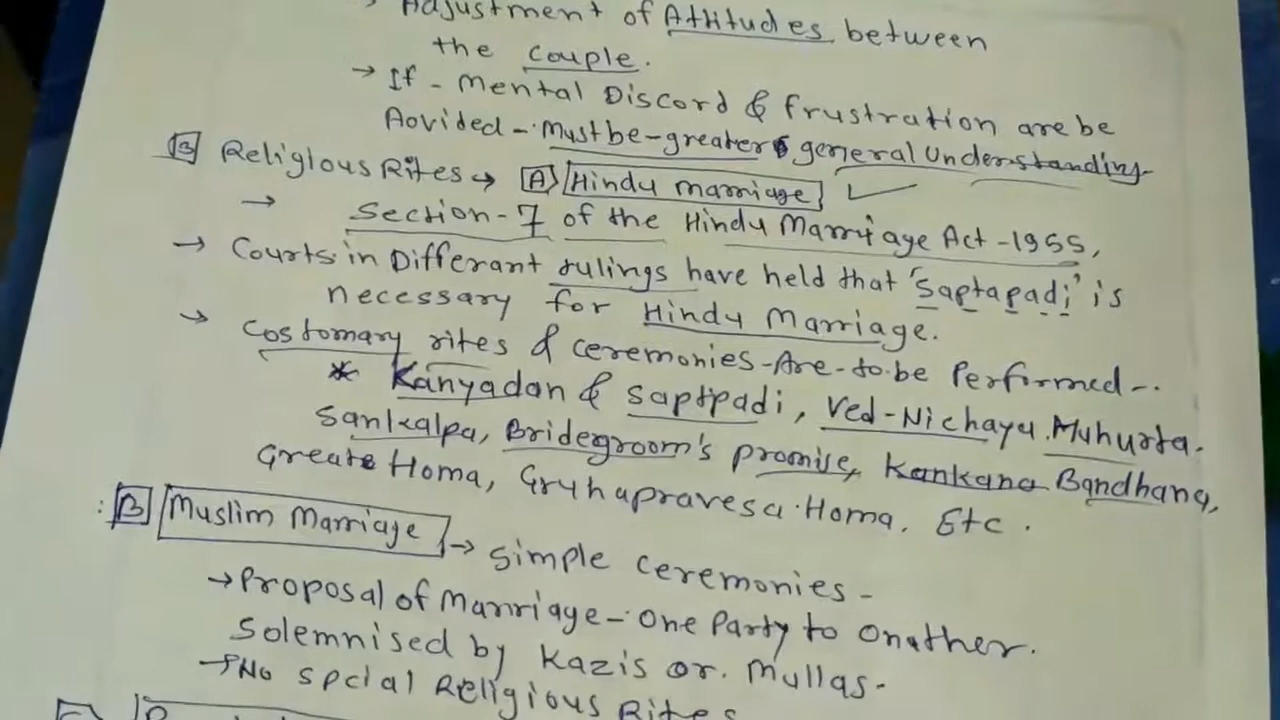 → Adjustment of Attitudes between
the couple.
→ If - Mental Discord & frustration are be
Aovided - Must be - greater & general Understanding
[B] Religious Rites → [A] Hindu marriage ✓
→ Section-7 of the Hindu Marriage Act -1955,
→ Courts in Differant rulings have held that 'Saptapadi' is
necessary for Hindu Marriage.
→ Costomary rites & ceremonies - Are - to be Performed -.
* Kanyadan & saptpadi, Ved-Nichaya Muhurta.
Sankalpa, Bridegroom's promise, Kankana Bandhana,
Greate Homa, Gruhapravesa Homa, Etc.
[B] Muslim Marriage → Simple ceremonies -
→ Proposal of Marriage - One Party to Onather.
Solemnised by Kazis or. Mullas -
→ No spcial Religious Rites